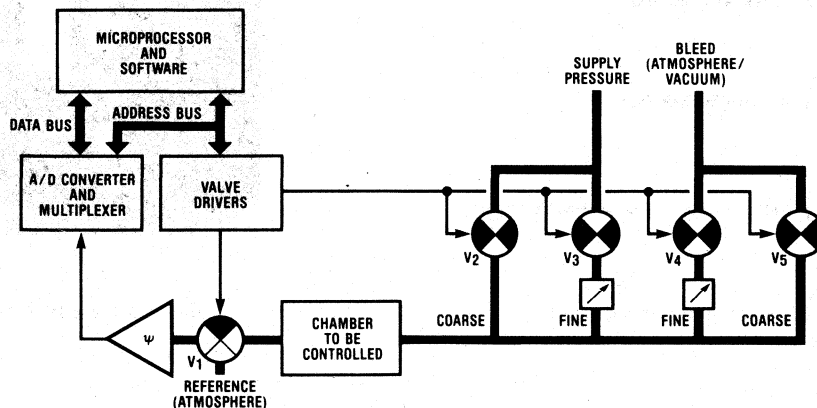 MICROPROCESSOR
AND
SOFTWARE
DATA BUS
ADDRESS BUS
A/D CONVERTER
AND
MULTIPLEXER
VALVE
DRIVERS
SUPPLY
PRESSURE
BLEED
(ATMOSPHERE/
VACUUM)
V2
V3
V4
V5
COARSE
FINE
FINE
COARSE
Ψ
V1
CHAMBER
TO BE
CONTROLLED
REFERENCE
(ATMOSPHERE)